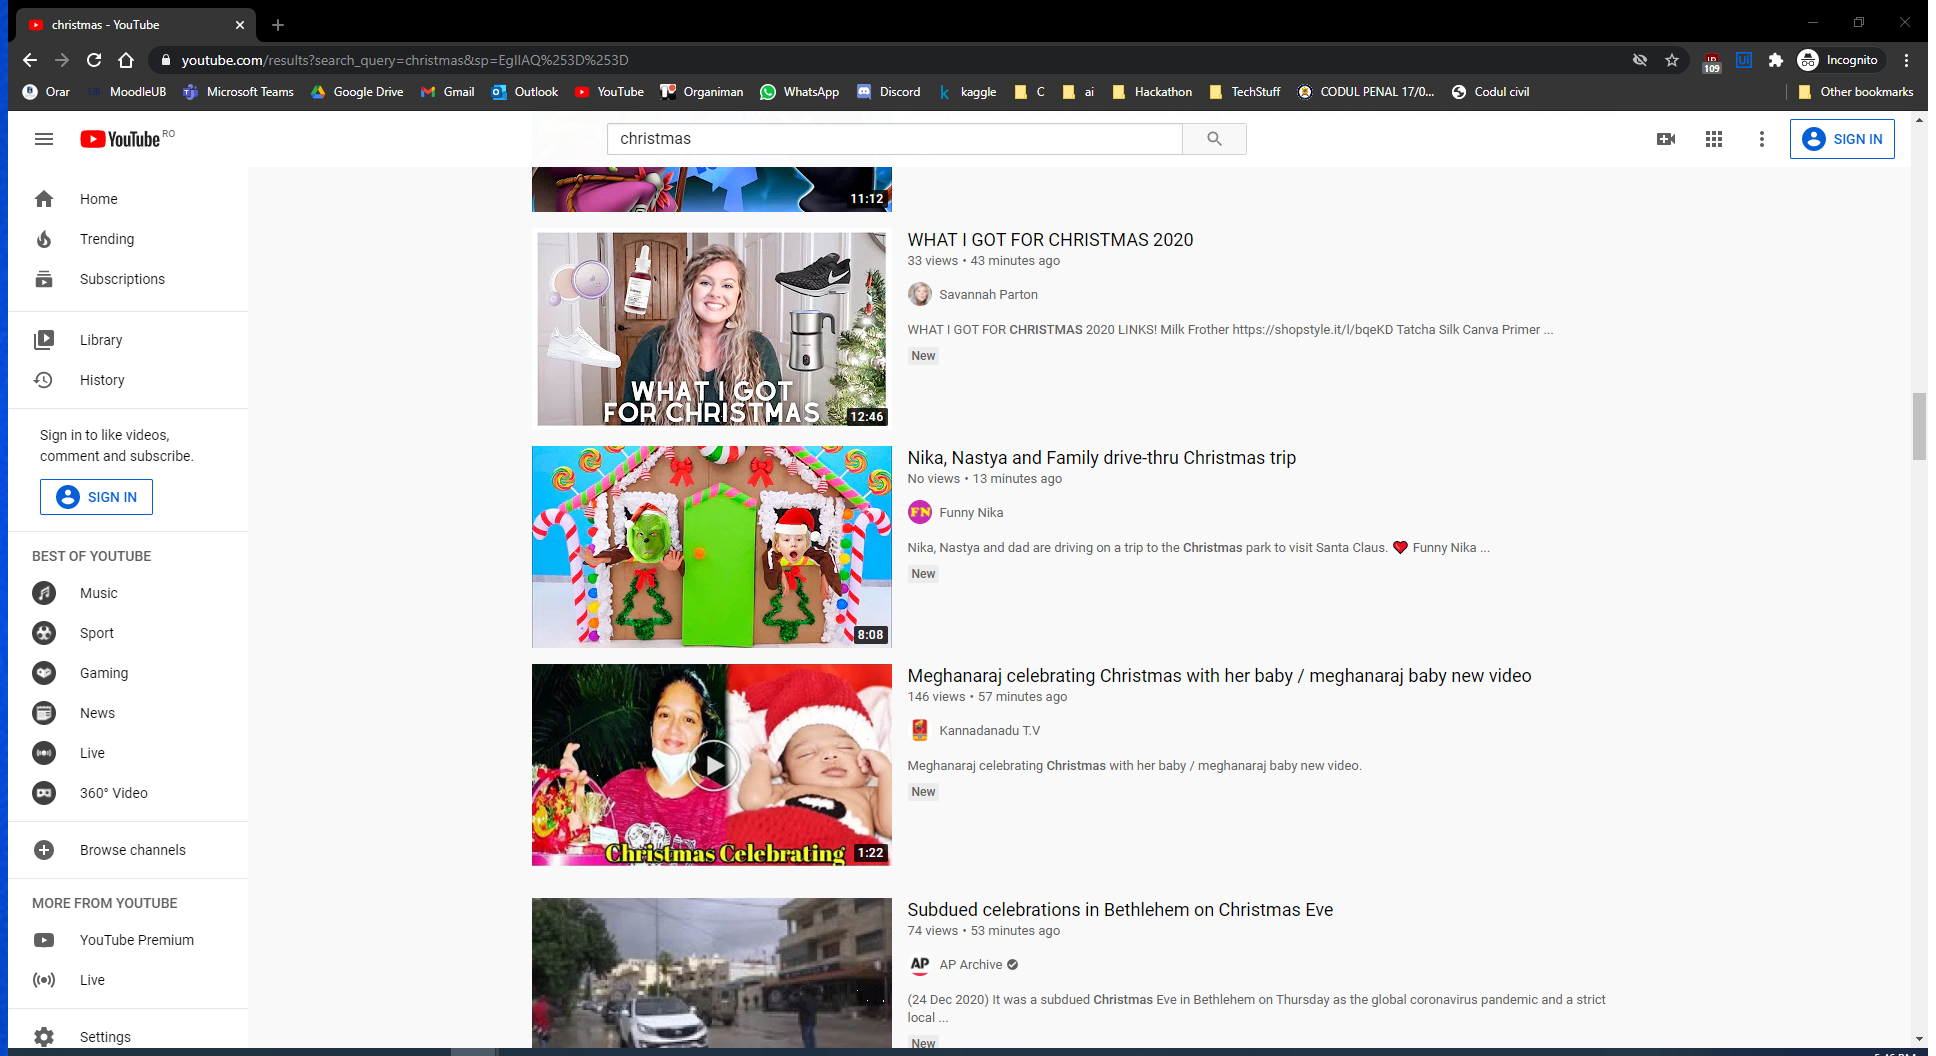 christmas - YouTube
youtube.com/results?search_query=christmas&sp=EgIIAQ%253D%253D
109
Incognito
Orar
MoodleUB
Microsoft Teams
Google Drive
Gmail
Outlook
YouTube
Organiman
WhatsApp
Discord
kaggle
C
ai
Hackathon
TechStuff
CODUL PENAL 17/0...
Codul civil
Other bookmarks
YouTube RO
christmas
SIGN IN
Home
Trending
Subscriptions
Library
History
Sign in to like videos,
comment and subscribe.
SIGN IN
BEST OF YOUTUBE
Music
Sport
Gaming
News
Live
360° Video
Browse channels
MORE FROM YOUTUBE
YouTube Premium
Live
Settings
11:12
WHAT I GOT
FOR CHRISTMAS
12:46
WHAT I GOT FOR CHRISTMAS 2020
33 views • 43 minutes ago
Savannah Parton
WHAT I GOT FOR CHRISTMAS 2020 LINKS! Milk Frother https://shopstyle.it/l/bqeKD Tatcha Silk Canva Primer ...
New
8:08
Nika, Nastya and Family drive-thru Christmas trip
No views • 13 minutes ago
FN
Funny Nika
Nika, Nastya and dad are driving on a trip to the Christmas park to visit Santa Claus. ❤️ Funny Nika ...
New
Christmas Celebrating
1:22
Meghanaraj celebrating Christmas with her baby / meghanaraj baby new video
146 views • 57 minutes ago
Kannadanadu T.V
Meghanaraj celebrating Christmas with her baby / meghanaraj baby new video.
New
Subdued celebrations in Bethlehem on Christmas Eve
74 views • 53 minutes ago
AP
AP Archive
(24 Dec 2020) It was a subdued Christmas Eve in Bethlehem on Thursday as the global coronavirus pandemic and a strict
local ...
New